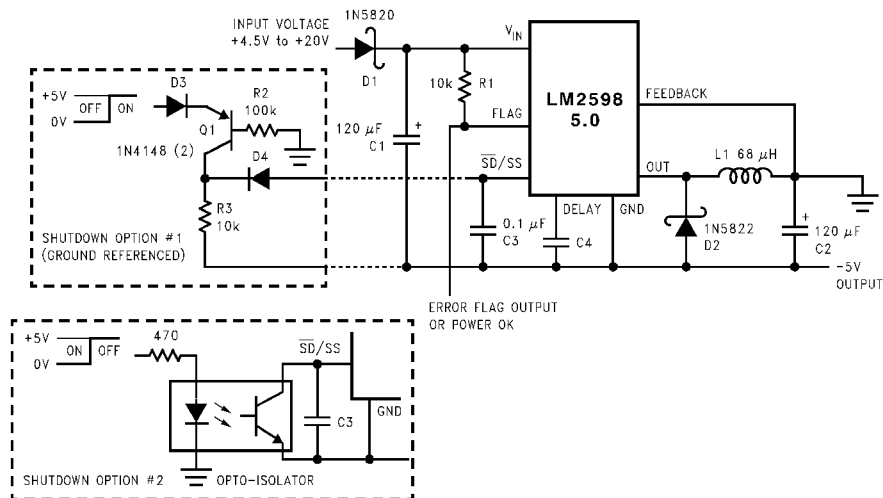 INPUT VOLTAGE
+4.5V to +20V
1N5820
D1
VIN
LM2598
5.0
FEEDBACK
10k
R1
FLAG
120 µF
+
C1
SD/SS
OUT
L1 68 µH
DELAY
GND
0.1 µF
C3
C4
1N5822
D2
+
120 µF
C2
-5V
OUTPUT
ERROR FLAG OUTPUT
OR POWER OK
+5V
OFF
ON
0V
D3
R2
100k
Q1
1N4148 (2)
D4
R3
10k
SHUTDOWN OPTION #1
(GROUND REFERENCED)
+5V
ON
OFF
0V
470
SD/SS
GND
C3
SHUTDOWN OPTION #2
OPTO-ISOLATOR